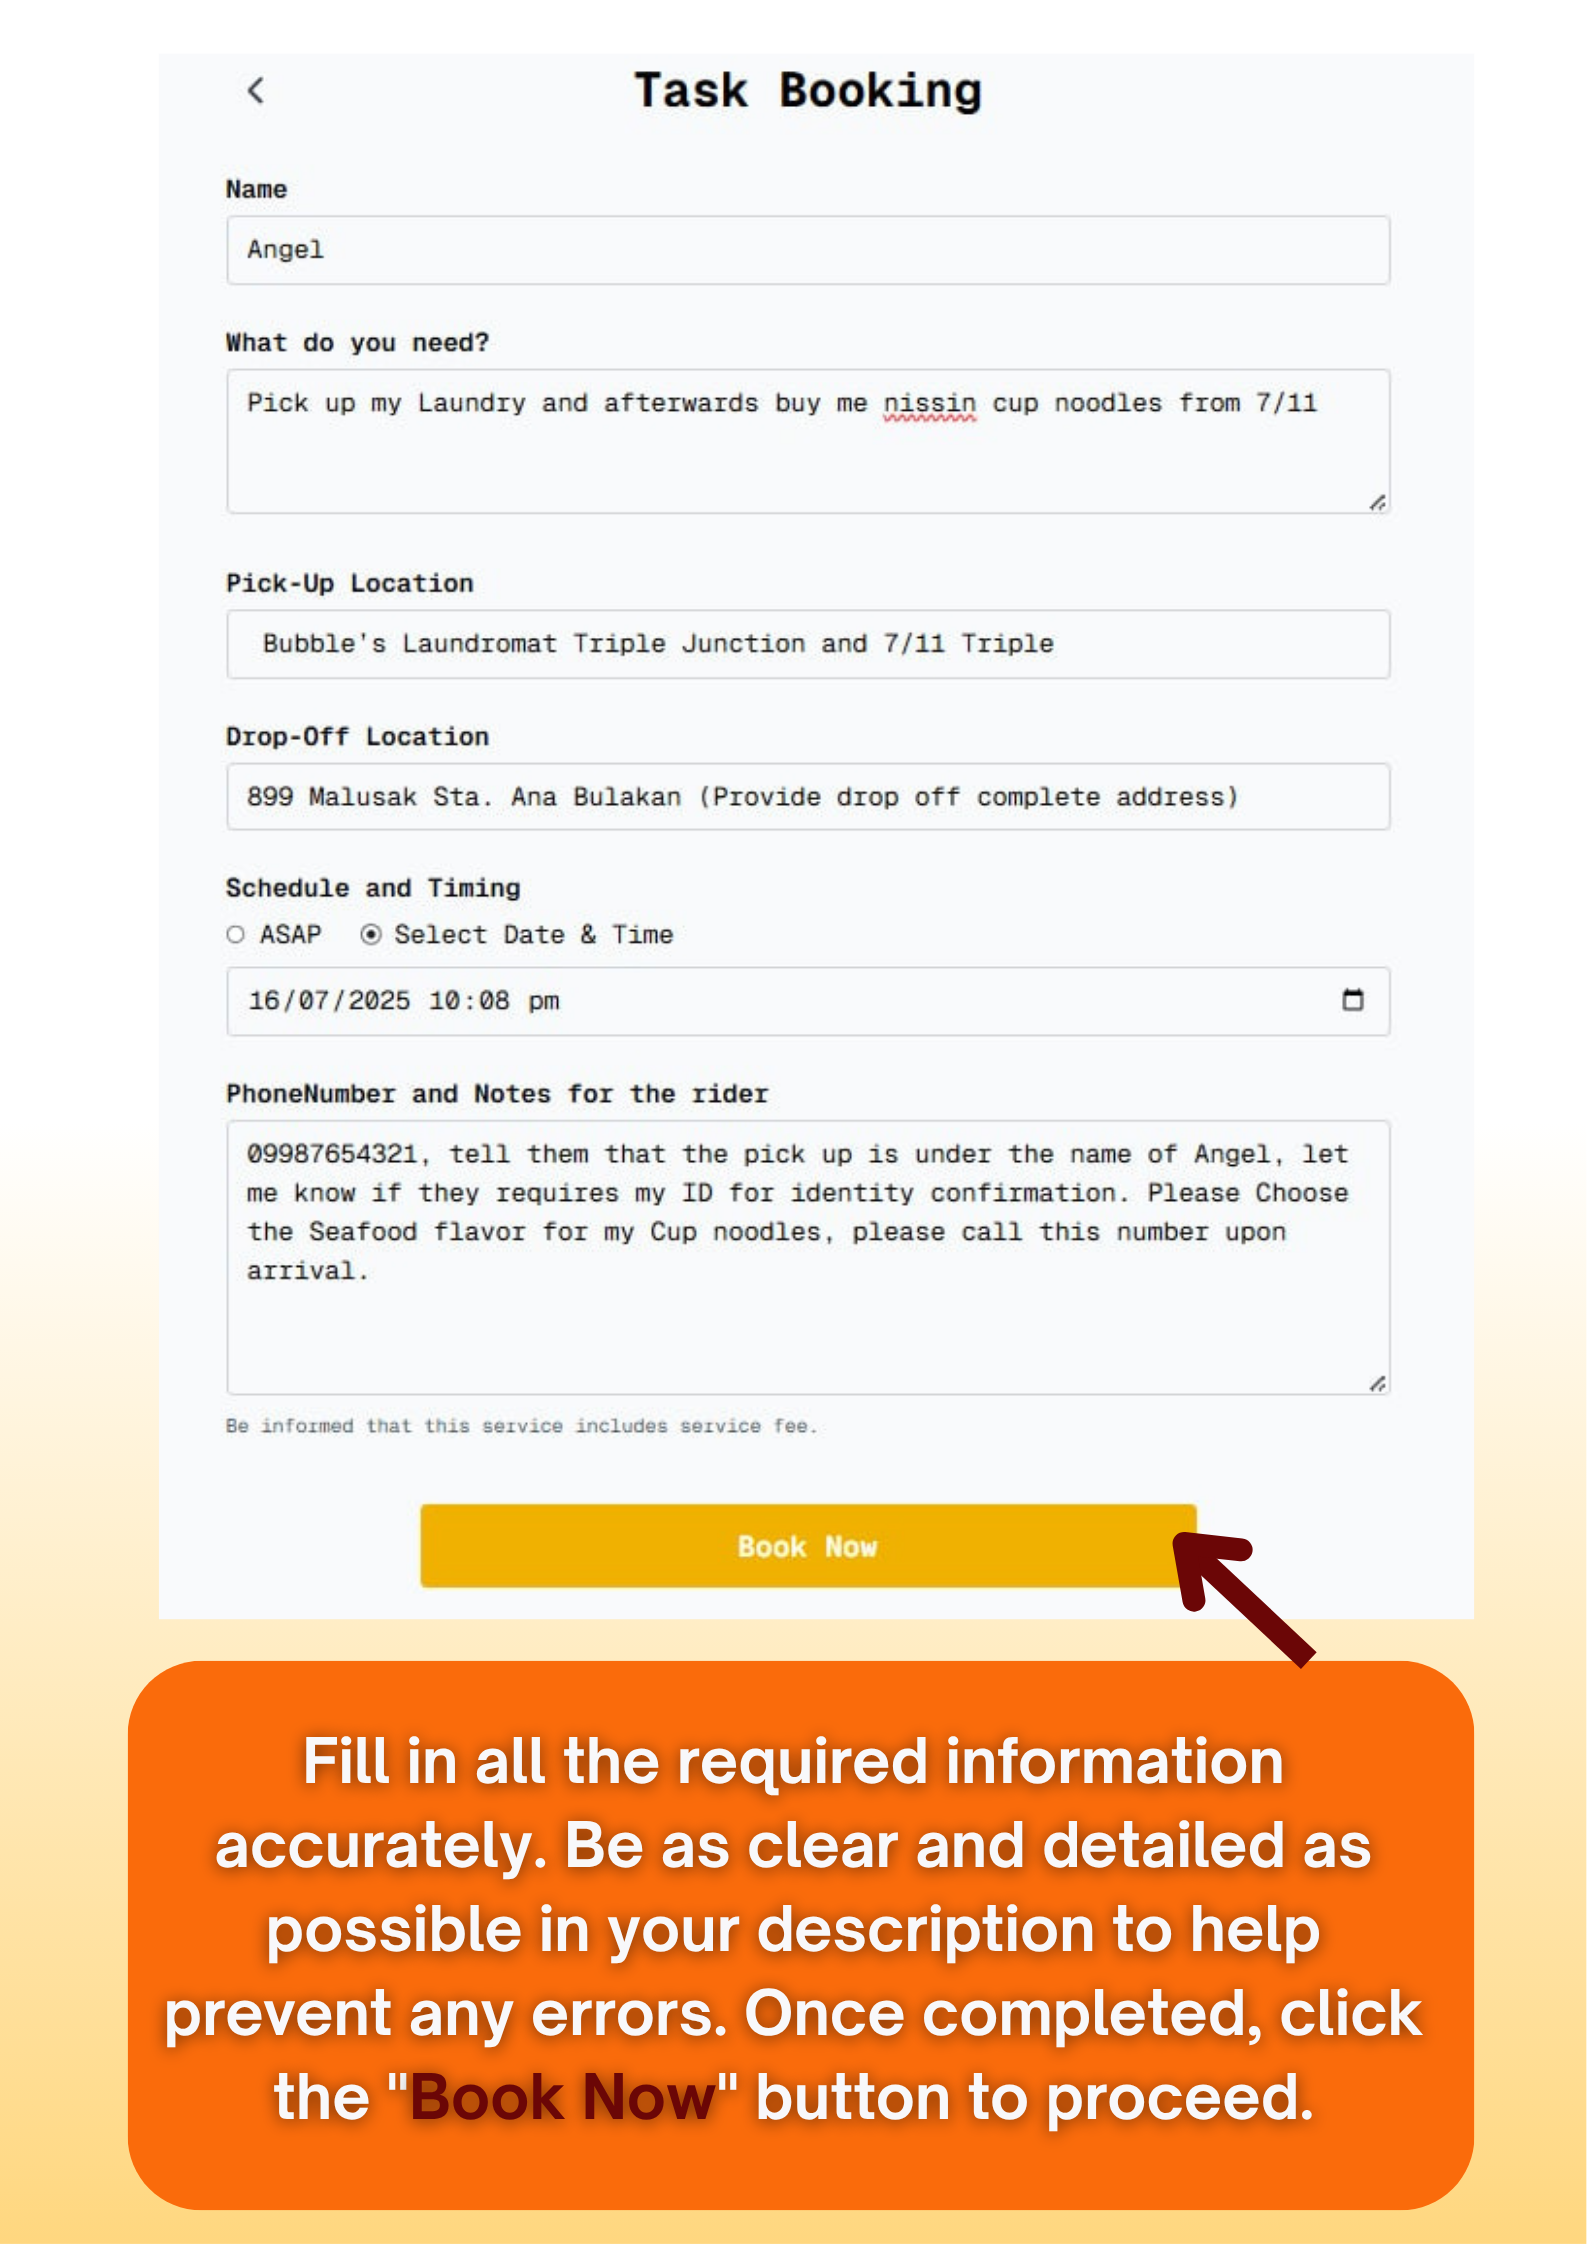 Task Booking
Name
Angel
What do you need?
Pick up my Laundry and afterwards buy me nissin cup noodles from 7/11
Pick-Up Location
Bubble's Laundromat Triple Junction and 7/11 Triple
Drop-Off Location
899 Malusak Sta. Ana Bulakan (Provide drop off complete address)
Schedule and Timing
ASAP Select Date & Time
16/07/2025 10:08 pm
PhoneNumber and Notes for the rider
09987654321, tell them that the pick up is under the name of Angel, let
me know if they requires my ID for identity confirmation. Please Choose
the Seafood flavor for my Cup noodles, please call this number upon
arrival.
Be informed that this service includes service fee.
Book Now
Fill in all the required information
accurately. Be as clear and detailed as
possible in your description to help
prevent any errors. Once completed, click
the "Book Now" button to proceed.